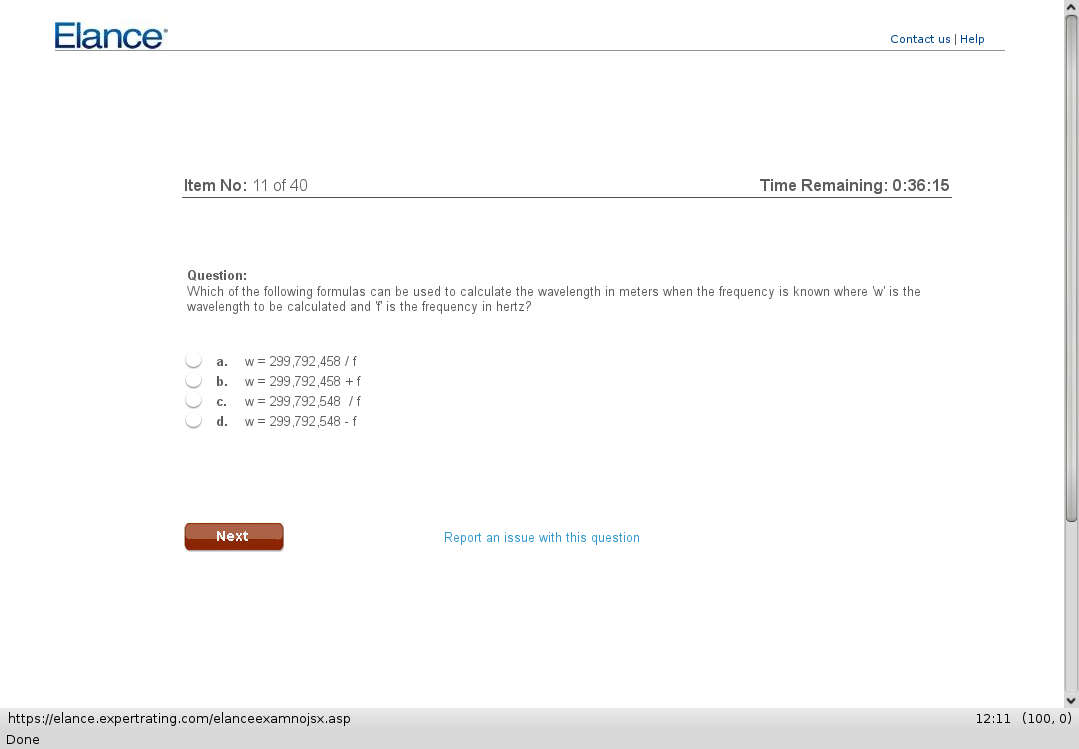 Elance
Contact us | Help
Item No: 11 of 40
Time Remaining: 0:36:15
Question:
Which of the following formulas can be used to calculate the wavelength in meters when the frequency is known where 'w' is the
wavelength to be calculated and 'f' is the frequency in hertz?
a. w = 299,792,458 / f
b. w = 299,792,458 + f
c. w = 299,792,548 / f
d. w = 299,792,548 - f
Next
Report an issue with this question
https://elance.expertrating.com/elanceexamnojsx.asp
12:11 (100, 0)
Done